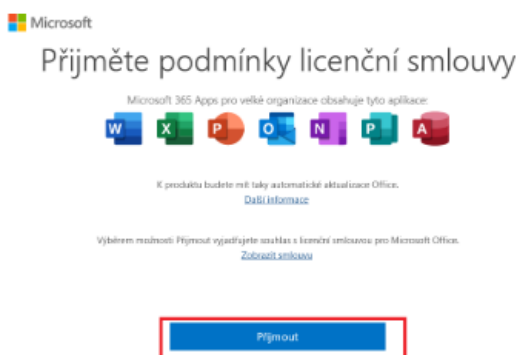 Microsoft
Přijměte podmínky licenční smlouvy
Microsoft 365 Apps pro velké organizace obsahuje tyto aplikace:
W X P O N P A
K produktu budete mít taky automatické aktualizace Office.
Další informace
Výběrem možnosti Přijmout vyjadřujete souhlas s licenční smlouvou pro Microsoft Office.
Zobrazit smlouvu
Přijmout